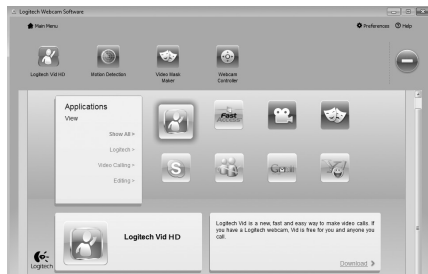 Logitech Webcam Software
Main Menu
Preferences
Help
Logitech Vid HD
Motion Detection
Video Mask
Maker
Webcam
Controller
Applications
View
Show All >
Logitech >
Video Calling >
Editing >
Fast
Access
Logitech
Logitech Vid HD
Logitech Vid is a new, fast and easy way to make video calls. If
you have a Logitech webcam, Vid is free for you and anyone you
call.
Download